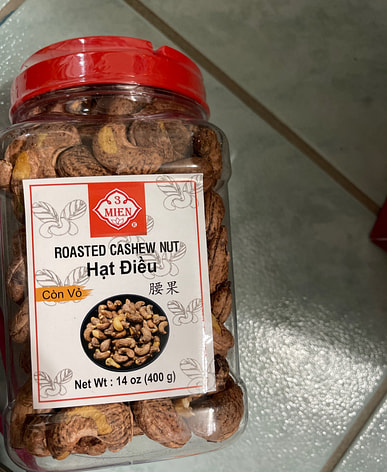 3
MIEN
®
ROASTED CASHEW NUT
Hạt Điều
Còn Vỏ
腰果
Net Wt : 14 oz (400 g)